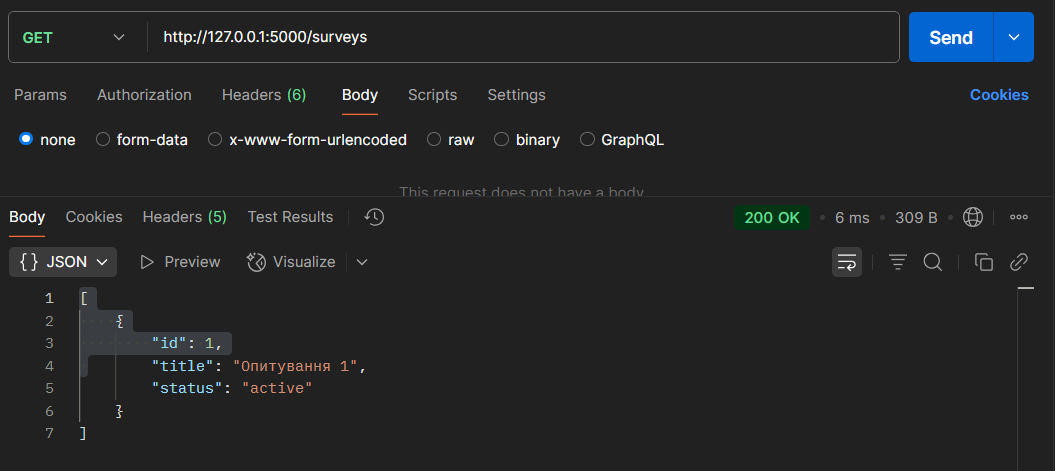 GET http://127.0.0.1:5000/surveys Send
Params Authorization Headers (6) Body Scripts Settings Cookies
none form-data x-www-form-urlencoded raw binary GraphQL
This request does not have a body
Body Cookies Headers (5) Test Results 200 OK • 6 ms • 309 B •
{} JSON Preview Visualize
1 [
2 {
3 "id": 1,
4 "title": "Опитування 1",
5 "status": "active"
6 }
7 ]